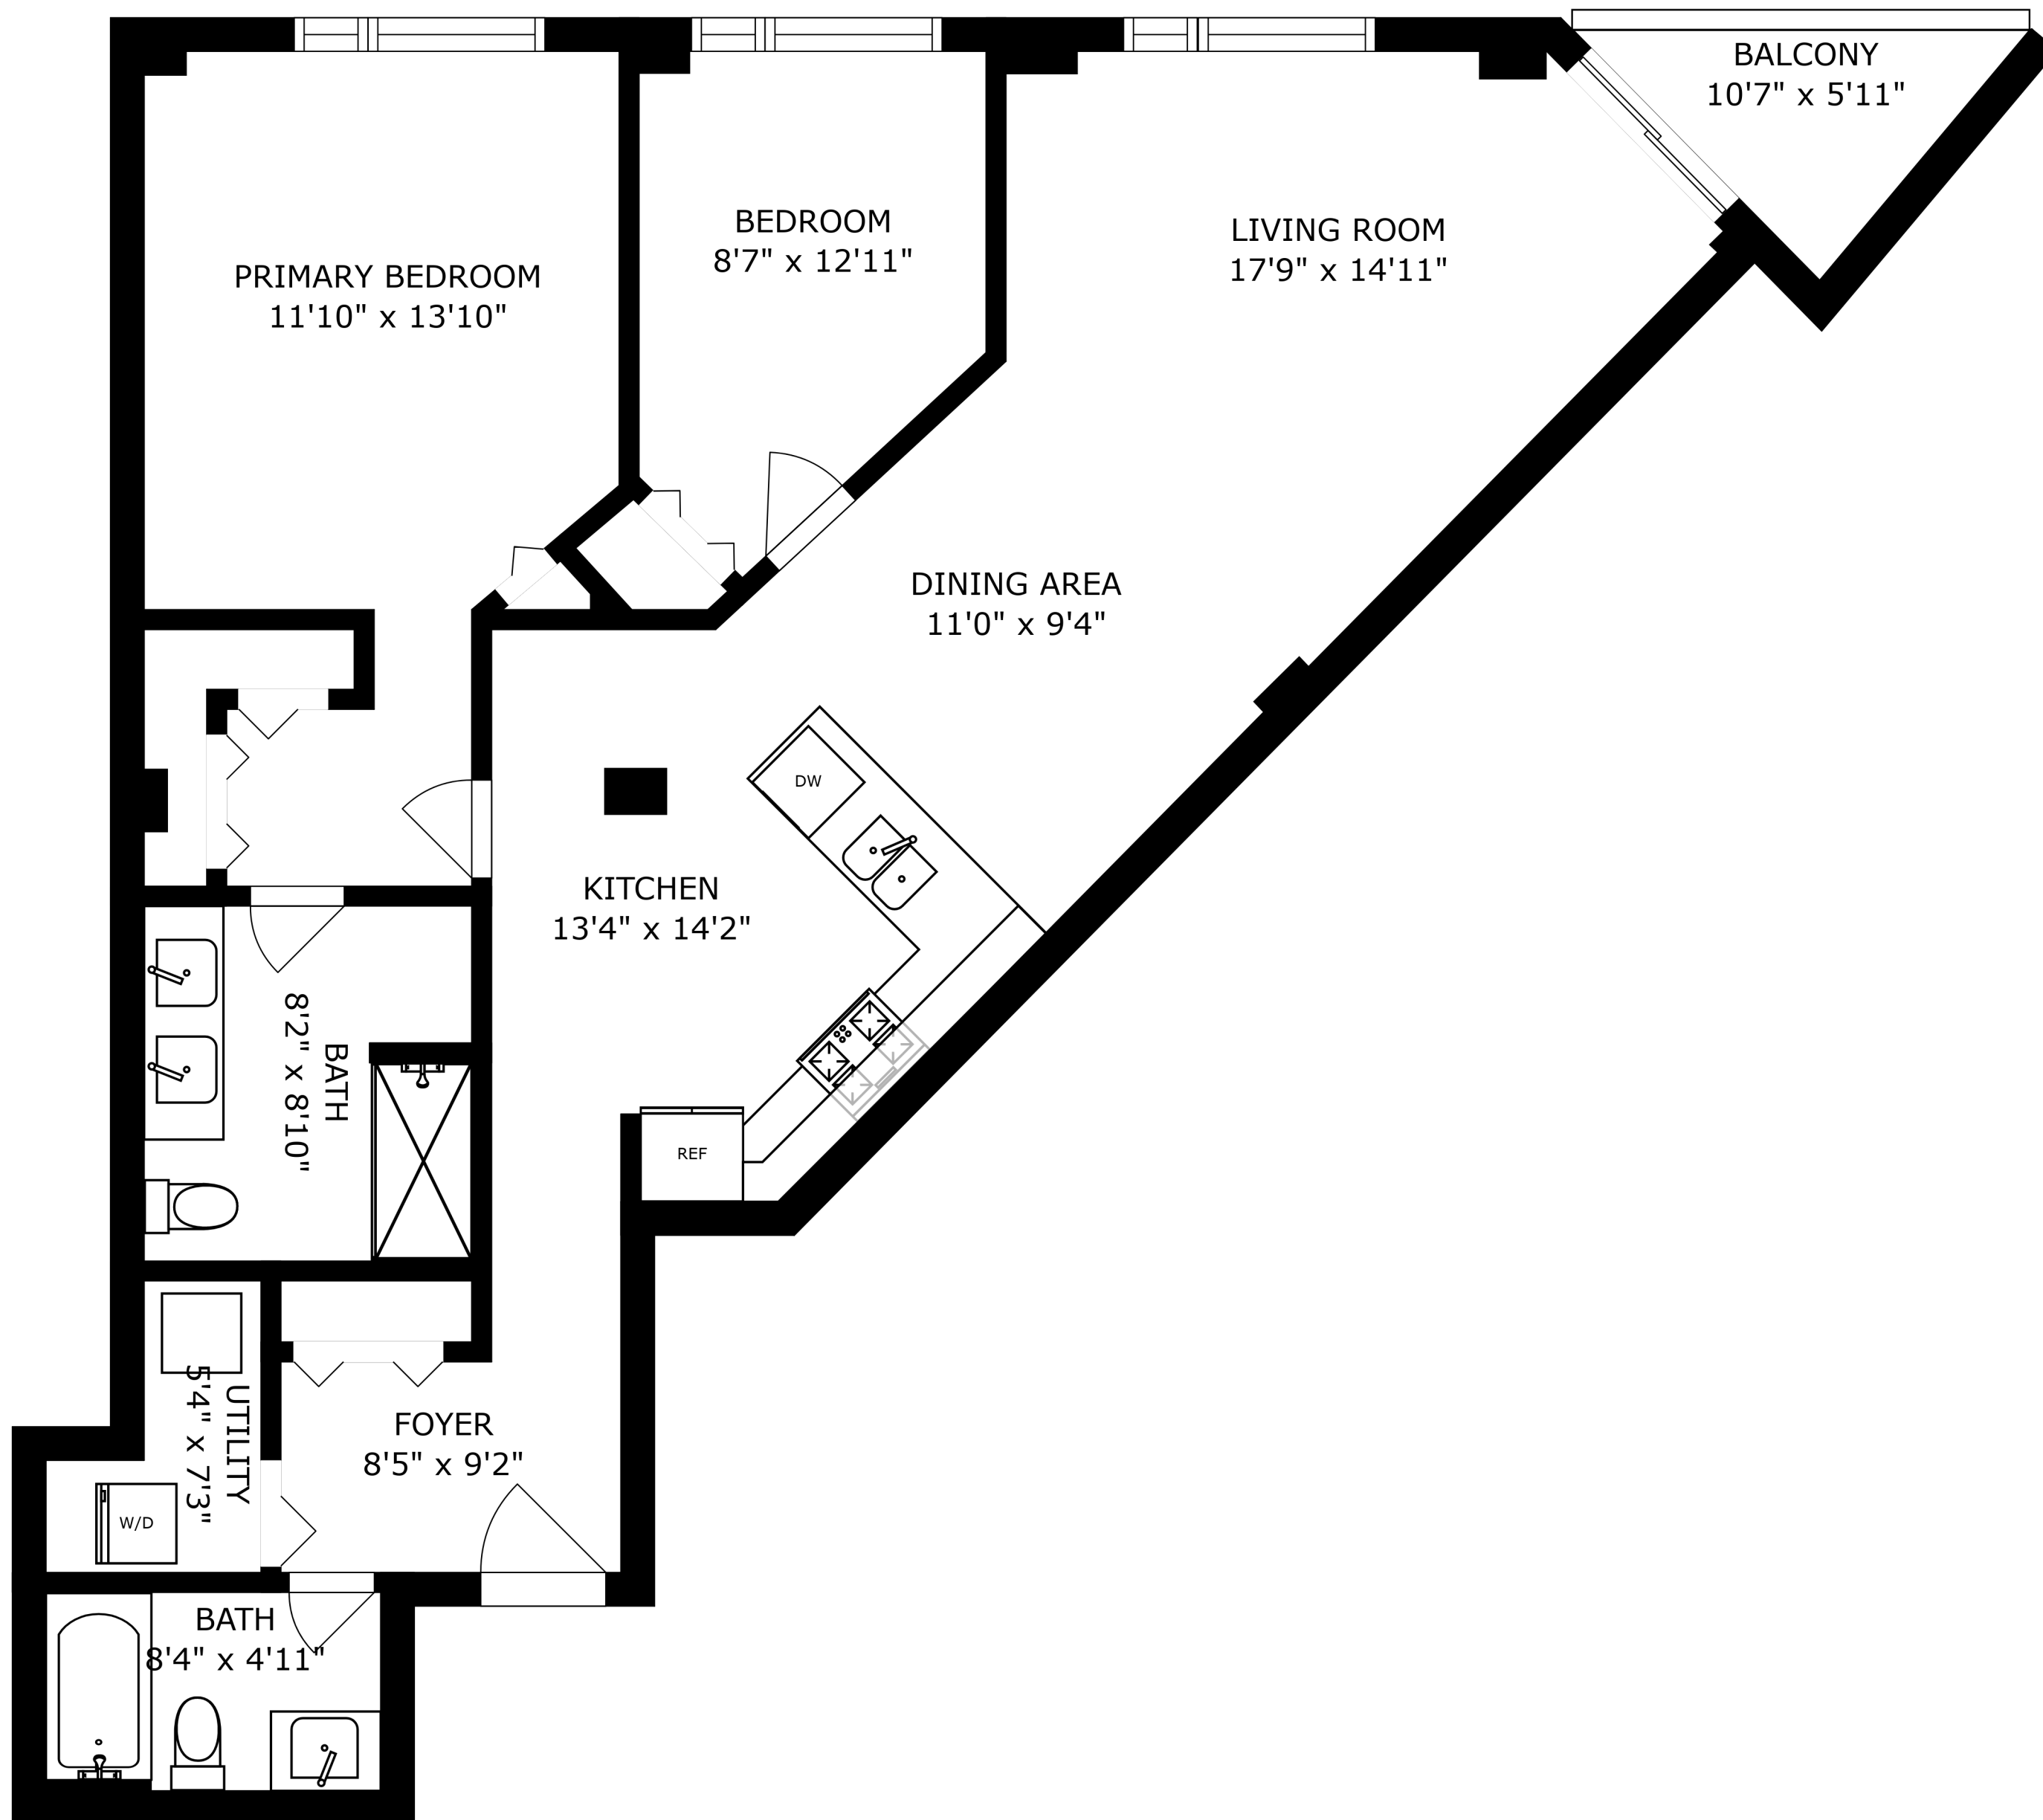 BALCONY
10'7" x 5'11"
BEDROOM
8'7" x 12'11"
LIVING ROOM
17'9" x 14'11"
PRIMARY BEDROOM
11'10" x 13'10"
DINING AREA
11'0" x 9'4"
DW
KITCHEN
13'4" x 14'2"
BATH
8'2" x 8'10"
REF
UTILITY
5'4" x 7'3"
FOYER
8'5" x 9'2"
W/D
BATH
8'4" x 4'11"